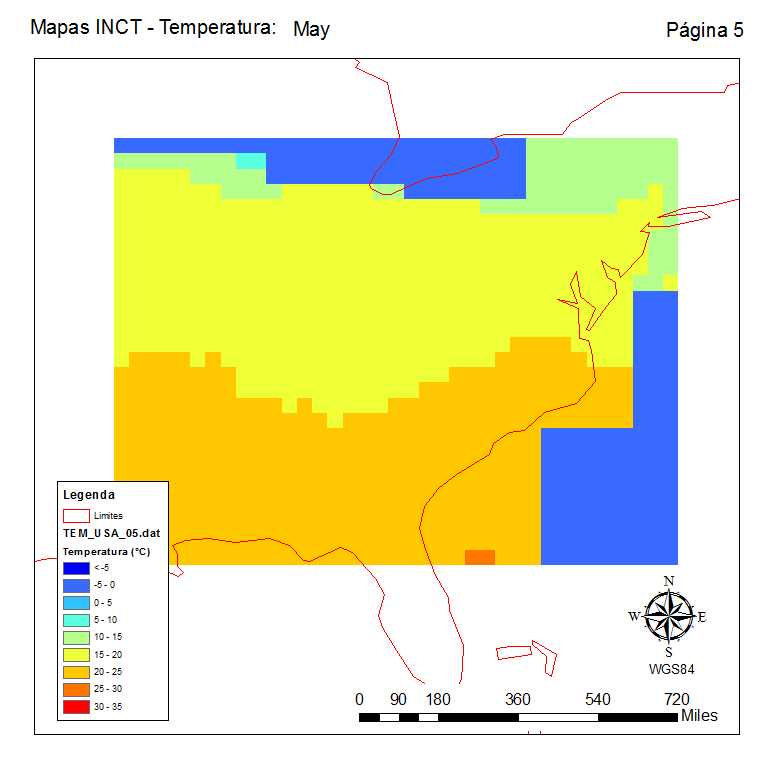 Mapas INCT - Temperatura: May
Página 5
Legenda
Limites
TEM_USA_05.dat
Temperatura (°C)
< -5
-5 - 0
0 - 5
5 - 10
10 - 15
15 - 20
20 - 25
25 - 30
30 - 35
N
W E
S
WGS84
0 90 180 360 540 720
Miles